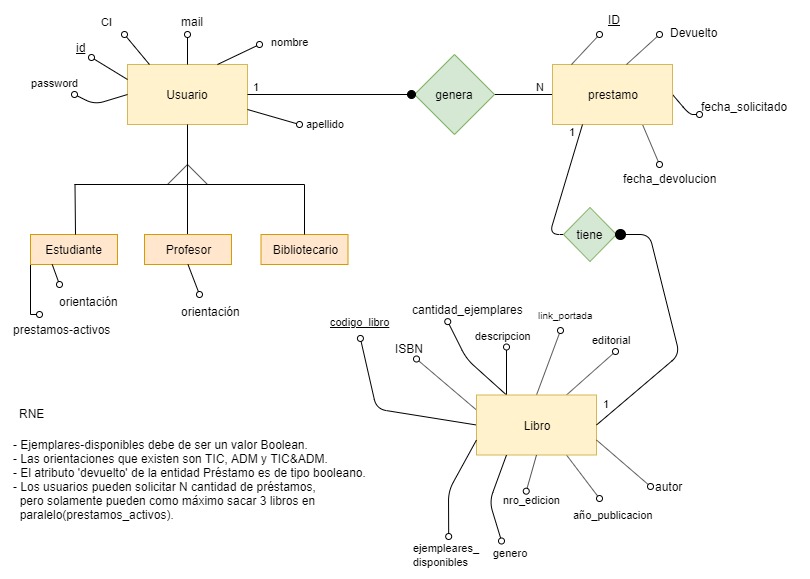 CI
mail
ID
id
nombre
Devuelto
password
Usuario
1
genera
N
prestamo
fecha_solicitado
apellido
1
fecha_devolucion
Estudiante
Profesor
Bibliotecario
tiene
orientación
orientación
prestamos-activos
codigo_libro
cantidad_ejemplares
link_portada
descripcion
editorial
ISBN
1
RNE
Libro
- Ejemplares-disponibles debe de ser un valor Boolean.
- Las orientaciones que existen son TIC, ADM y TIC&ADM.
- El atributo 'devuelto' de la entidad Préstamo es de tipo booleano.
- Los usuarios pueden solicitar N cantidad de préstamos,
pero solamente pueden como máximo sacar 3 libros en
paralelo(prestamos_activos).
nro_edicion
autor
año_publicacion
ejempleares_
disponibles
genero